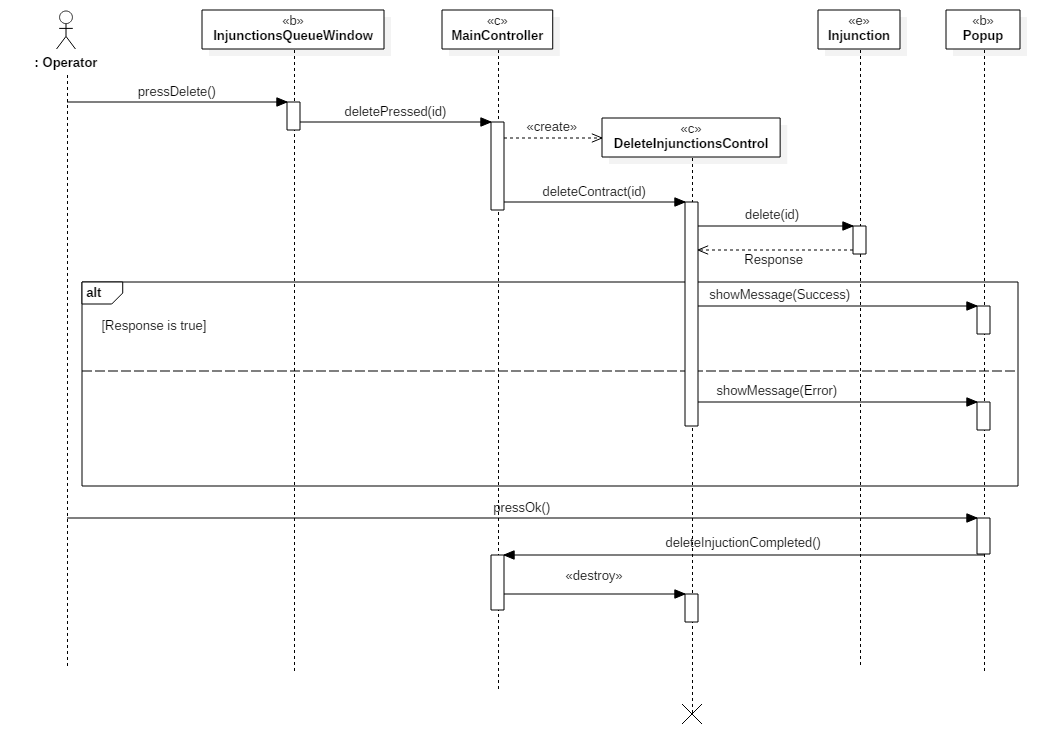 «b»
InjunctionsQueueWindow
«c»
MainController
«e»
Injunction
«b»
Popup
: Operator
pressDelete()
deletePressed(id)
«create»
«c»
DeleteInjunctionsControl
deleteContract(id)
delete(id)
Response
alt
showMessage(Success)
[Response is true]
showMessage(Error)
pressOk()
deleteInjuctionCompleted()
«destroy»